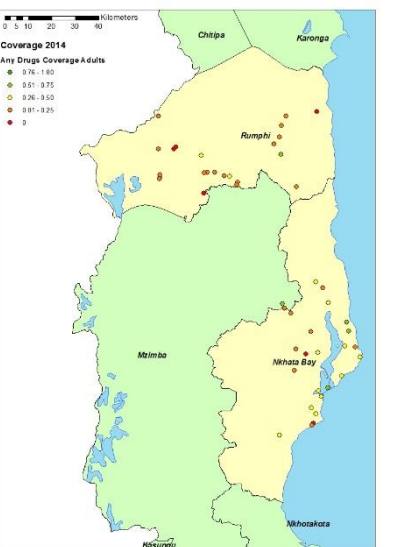 Kilometers
0 5 10 20 30 40
Coverage 2014
Any Drugs Coverage Adults
0.76 - 1.00
0.51 - 0.75
0.26 - 0.50
0.01 - 0.25
0
Chitipa
Karonga
Rumphi
Mzimba
Nkhata Bay
Nkhotakota
Kasungu